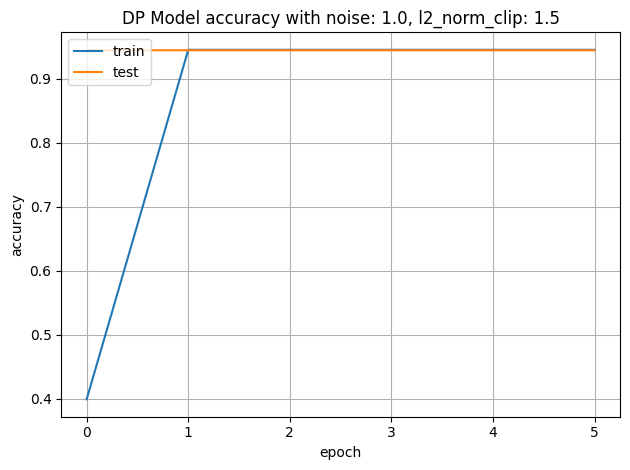 DP Model accuracy with noise: 1.0, l2_norm_clip: 1.5
train
test
0.9
0.8
0.7
0.6
0.5
0.4
accuracy
0 1 2 3 4 5
epoch